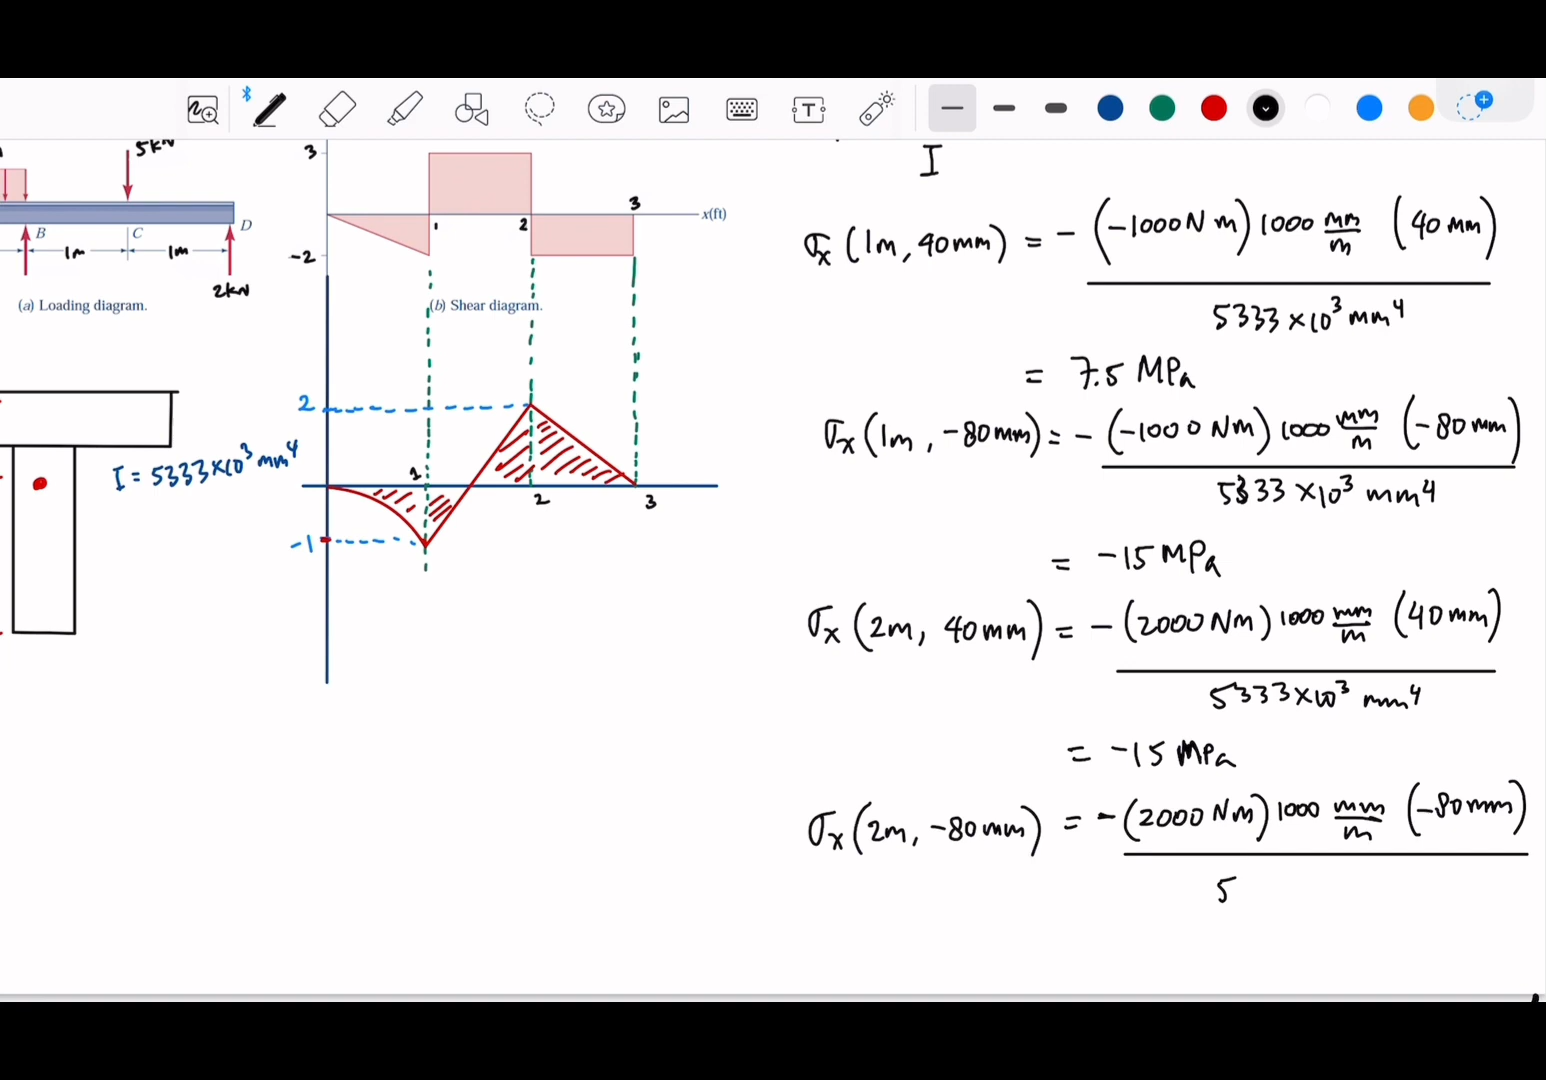 5kN
B
C
D
1m
1m
2kN
(a) Loading diagram.
I = 5333×10³ mm⁴
3
-2
1
2
3
x(ft)
(b) Shear diagram.
2
-1
1
2
3
I
σx (1m, 40mm) = - (-1000 N m) 1000 mm/m (40 mm)
5333 × 10³ mm⁴
= 7.5 MPa
σx (1m, -80mm) = - (-1000 Nm) 1000 mm/m (-80 mm)
5333 × 10³ mm⁴
= -15 MPa
σx (2m, 40mm) = - (2000 Nm) 1000 mm/m (40 mm)
5333×10³ mm⁴
= -15 MPa
σx (2m, -80mm) = - (2000 Nm) 1000 mm/m (-80mm)
5